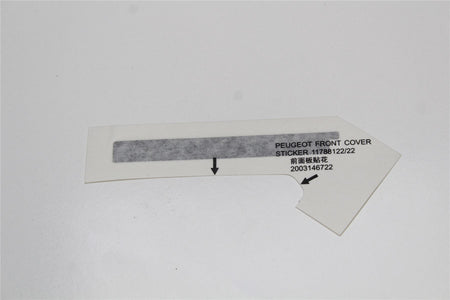 PEUGEOT FRONT COVER
STICKER 11788122/22
前面板贴花
2003146722